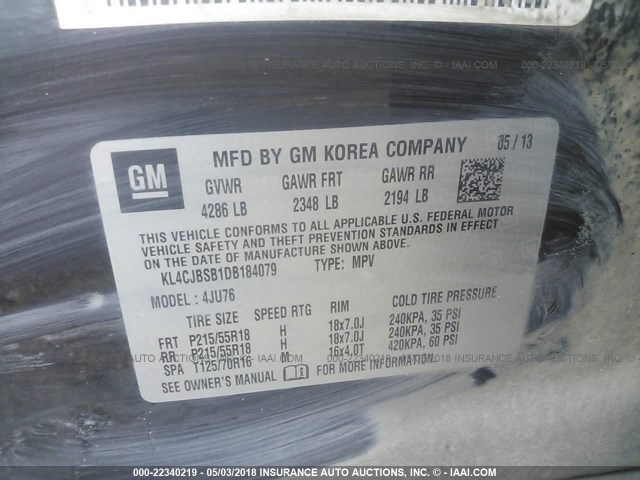 GM
MFD BY GM KOREA COMPANY 05 / 13
GVWR GAWR FRT GAWR RR
4286 LB 2348 LB 2194 LB
THIS VEHICLE CONFORMS TO ALL APPLICABLE U.S. FEDERAL MOTOR
VEHICLE SAFETY AND THEFT PREVENTION STANDARDS IN EFFECT
ON THE DATE OF MANUFACTURE SHOWN ABOVE.
KL4CJBSB1DB184079 TYPE: MPV
MODEL : 4JU76
TIRE SIZE SPEED RTG RIM COLD TIRE PRESSURE
FRT P215/55R18 H 18x7.0J 240KPA, 35 PSI
RR P215/55R18 H 18x7.0J 240KPA, 35 PSI
SPA T125/70R16 M 16x4.0T 420KPA, 60 PSI
SEE OWNER'S MANUAL FOR MORE INFORMATION.
000-22340219 - 05/03/2018 INSURANCE AUTO AUCTIONS, INC. - © - IAAI.COM